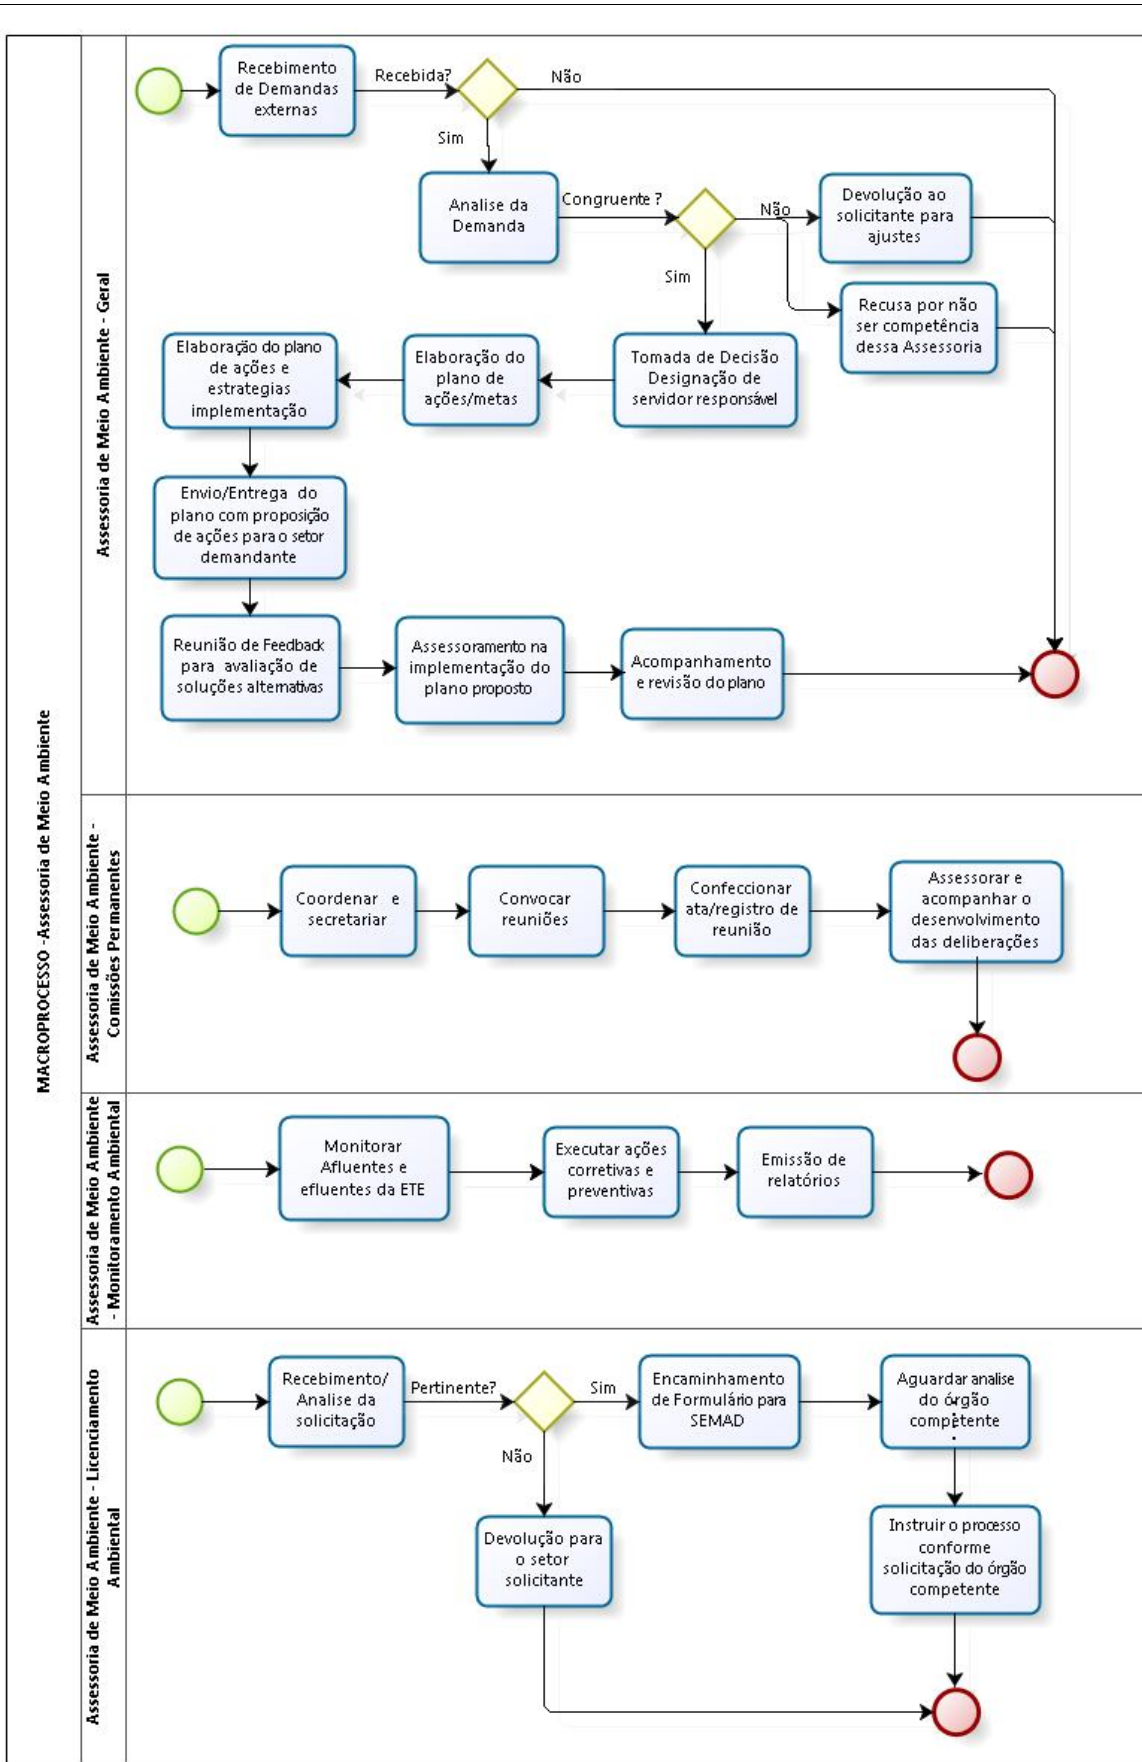 MACROPROCESSO -Assessoria de Meio Ambiente
Assessoria de Meio Ambiente - Geral
Recebimento
de Demandas
externas
Recebida?
Não
Sim
Analise da
Demanda
Congruente ?
Não
Devolução ao
solicitante para
ajustes
Sim
Recusa por não
ser competência
dessa Assessoria
Tomada de Decisão
Designação de
servidor responsável
Elaboração do
plano de
ações/metas
Elaboração do plano
de ações e
estrategias
implementação
Envio/Entrega do
plano com proposição
de ações para o setor
demandante
Reunião de Feedback
para avaliação de
soluções alternativas
Assessoramento na
implementação do
plano proposto
Acompanhamento
e revisão do plano
Assessoria de Meio Ambiente -
Comissões Permanentes
Coordenar e
secretariar
Convocar
reuniões
Confeccionar
ata/registro de
reunião
Assessorar e
acompanhar o
desenvolvimento
das deliberações
Assessoria de Meio Ambiente
- Monitoramento Ambiental
Monitorar
Afluentes e
efluentes da ETE
Executar ações
corretivas e
preventivas
Emissão de
relatórios
Assessoria de Meio Ambiente - Licenciamento
Ambiental
Recebimento/
Analise da
solicitação
Pertinente?
Sim
Encaminhamento
de Formulário para
SEMAD
Aguardar analise
do órgão
competente
Não
Devolução para
o setor
solicitante
Instruir o processo
conforme
solicitação do órgão
competente